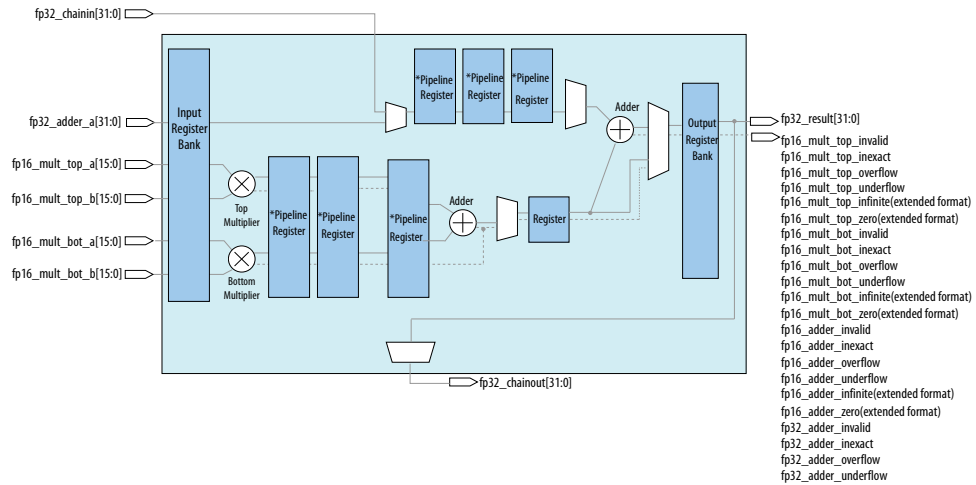 fp32_chainin[31:0]
fp32_adder_a[31:0]
fp16_mult_top_a[15:0]
fp16_mult_top_b[15:0]
fp16_mult_bot_a[15:0]
fp16_mult_bot_b[15:0]
Input
Register
Bank
Top
Multiplier
Bottom
Multiplier
*Pipeline
Register
*Pipeline
Register
*Pipeline
Register
*Pipeline
Register
*Pipeline
Register
*Pipeline
Register
Adder
Register
Adder
Output
Register
Bank
fp32_result[31:0]
fp16_mult_top_invalid
fp16_mult_top_inexact
fp16_mult_top_overflow
fp16_mult_top_underflow
fp16_mult_top_infinite(extended format)
fp16_mult_top_zero(extended format)
fp16_mult_bot_invalid
fp16_mult_bot_inexact
fp16_mult_bot_overflow
fp16_mult_bot_underflow
fp16_mult_bot_infinite(extended format)
fp16_mult_bot_zero(extended format)
fp16_adder_invalid
fp16_adder_inexact
fp16_adder_overflow
fp16_adder_underflow
fp16_adder_infinite(extended format)
fp16_adder_zero(extended format)
fp32_adder_invalid
fp32_adder_inexact
fp32_adder_overflow
fp32_adder_underflow
fp32_chainout[31:0]